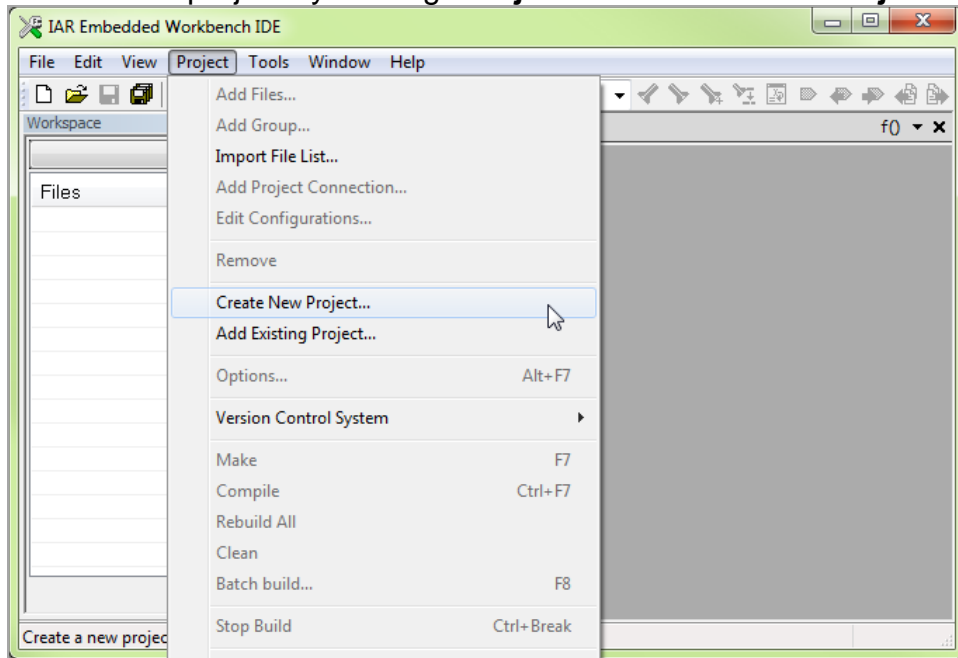 IAR Embedded Workbench IDE
File Edit View Project Tools Window Help
Add Files...
Workspace
f()
Add Group...
Import File List...
Files
Add Project Connection...
Edit Configurations...
Remove
Create New Project...
Add Existing Project...
Options... Alt+F7
Version Control System
Make F7
Compile Ctrl+F7
Rebuild All
Clean
Batch build... F8
Stop Build Ctrl+Break
Create a new projec